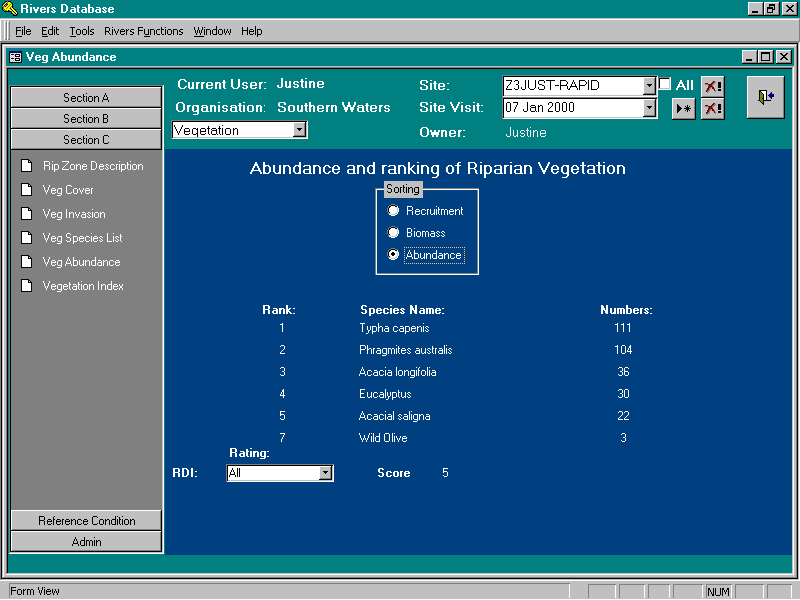 Rivers Database
File Edit Tools Rivers Functions Window Help
Veg Abundance
Section A
Section B
Section C
Rip Zone Description
Veg Cover
Veg Invasion
Veg Species List
Veg Abundance
Vegetation Index
Reference Condition
Admin
Current User: Justine
Organisation: Southern Waters
Vegetation
Site: Z3JUST-RAPID All
Site Visit: 07 Jan 2000
Owner: Justine
Abundance and ranking of Riparian Vegetation
Sorting
Recruitment
Biomass
Abundance
Rank: Species Name: Numbers:
1 Typha capenis 111
2 Phragmites australis 104
3 Acacia longifolia 36
4 Eucalyptus 30
5 Acacial saligna 22
7 Wild Olive 3
Rating:
RDI: All Score 5
Form View NUM